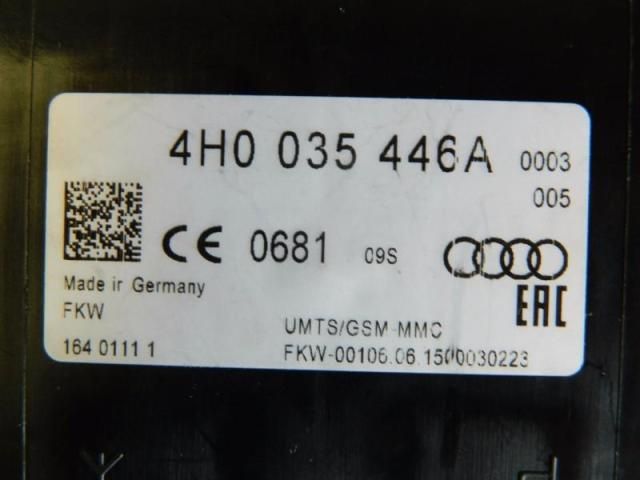 4H0 035 446A 0003
005
CE 0681 09S
Made in Germany
EAC
FKW
UMTS/GSM-MMC
164 0111 1
FKW-00106.06.1500030223